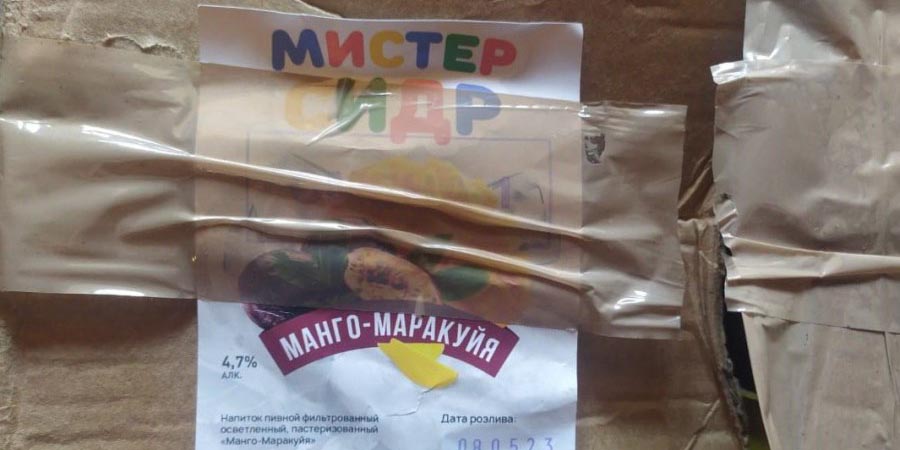 МИСТЕР
СИДР
МАНГО-МАРАКУЙЯ
4,7%
АЛК.
Напиток пивной фильтрованный
осветленный, пастеризованный
«Манго-Маракуйя»
Дата розлива:
080523